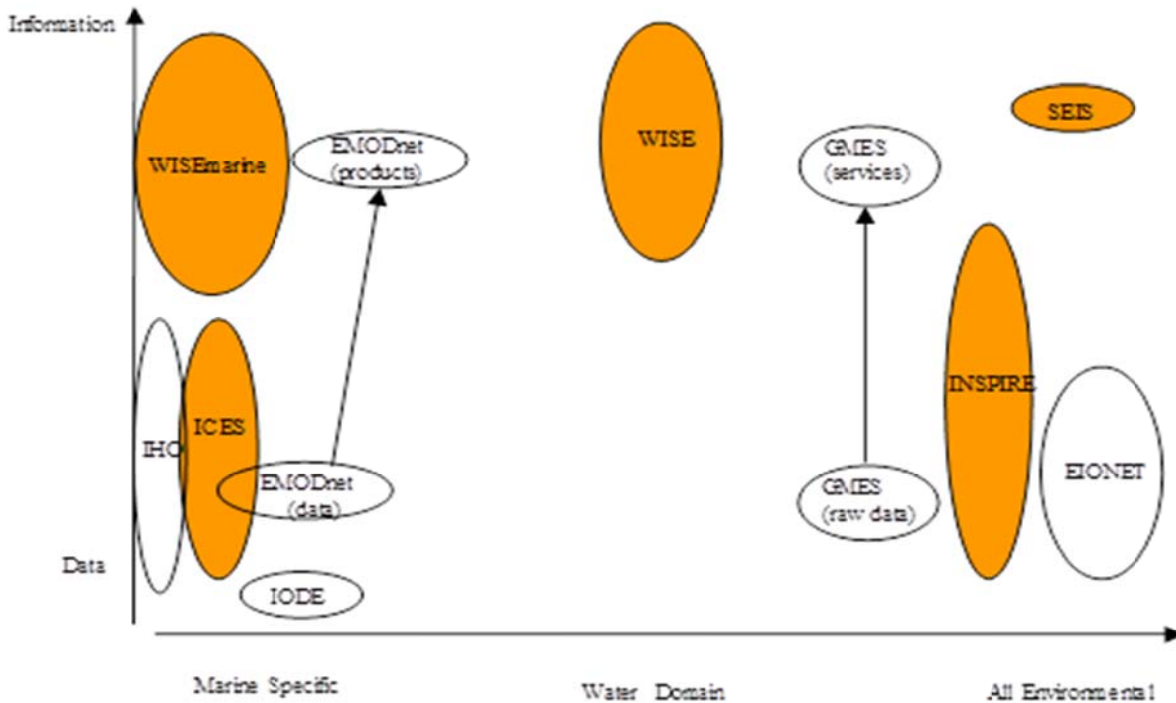 Information
SEIS
WISEmarine
EMODnet
(products)
WISE
GMES
(services)
INSPIRE
ICES
IHO
EMODnet
(data)
GMES
(raw data)
EIONET
Data
IODE
Marine Specific
Water Domain
All Environmental